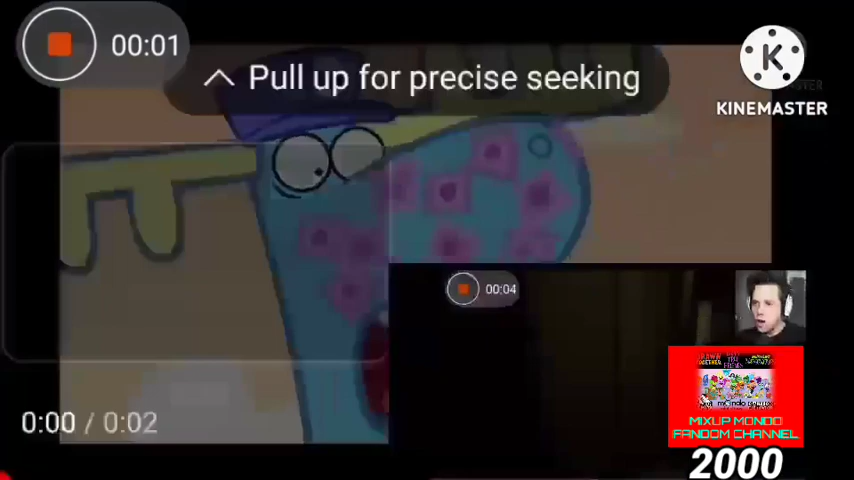 00:01
Pull up for precise seeking
KINEMASTER
00:04
0:00 / 0:02
MIXUP MONDO
FANDOM CHANNEL
2000